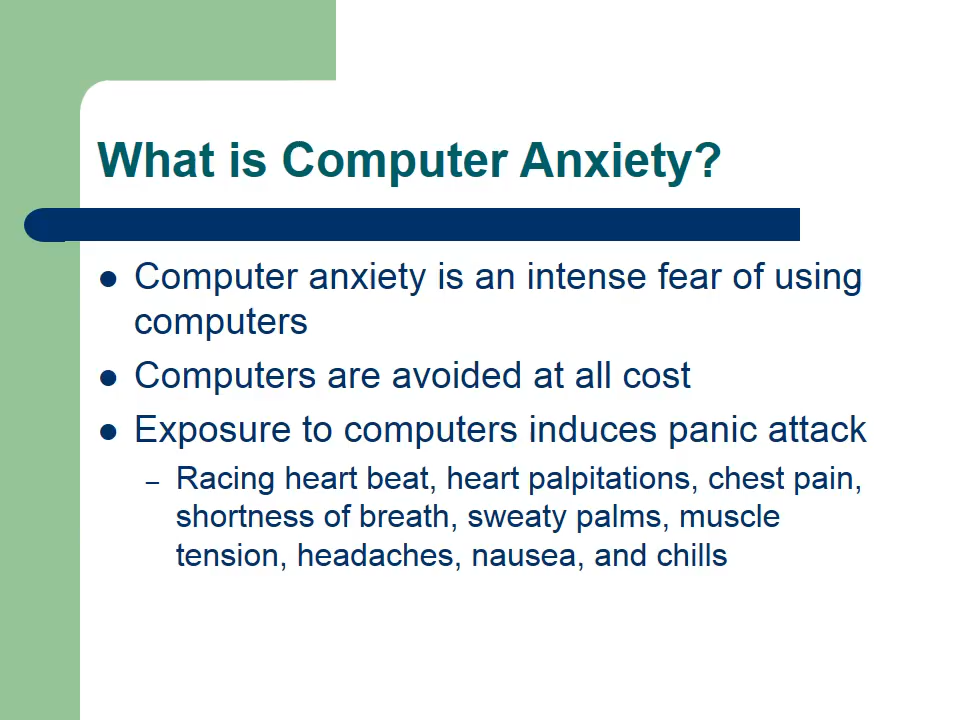 What is Computer Anxiety?
● Computer anxiety is an intense fear of using
computers
● Computers are avoided at all cost
● Exposure to computers induces panic attack
– Racing heart beat, heart palpitations, chest pain,
shortness of breath, sweaty palms, muscle
tension, headaches, nausea, and chills